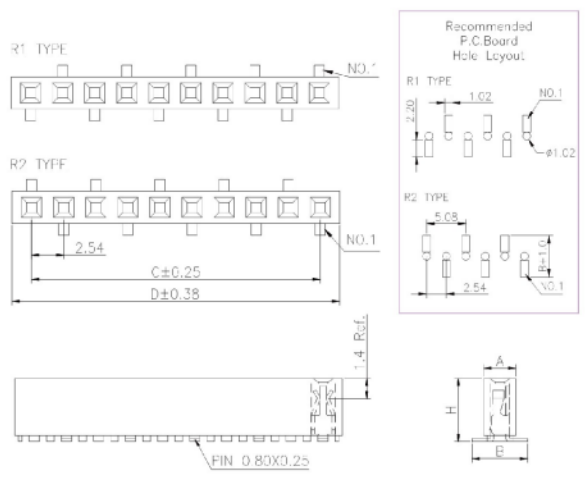 R1 TYPE
NO.1
R2 TYPE
NO.1
2.54
C±0.25
D±0.38
1.4 Ref.
PIN 0.80X0.25
Recommended
P.C.Board
Hole Layout
R1 TYPE
1.02
NO.1
2.20
ø1.02
R2 TYPE
5.08
B+1.0
2.54
NO.1
A
H
B